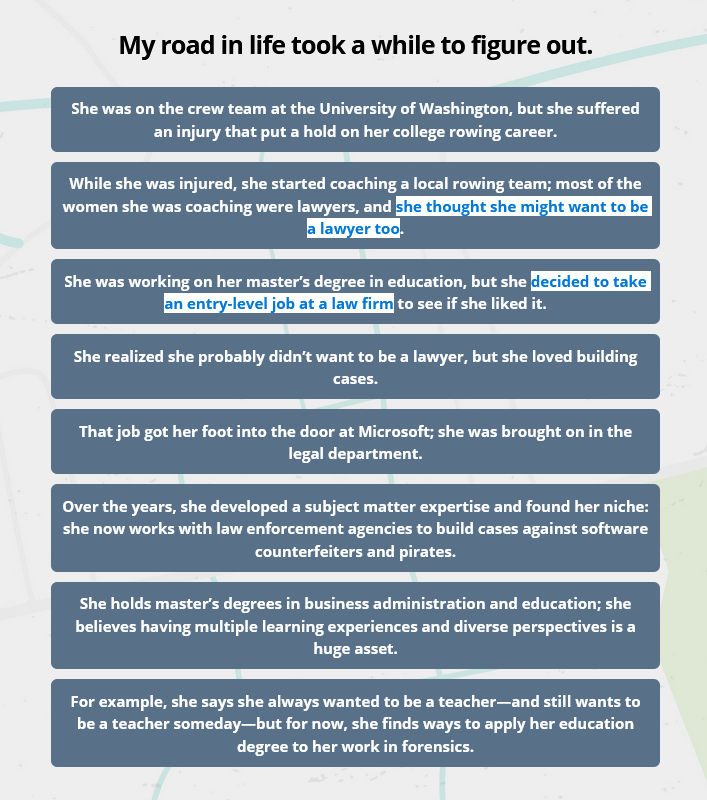 My road in life took a while to figure out.
She was on the crew team at the University of Washington, but she suffered
an injury that put a hold on her college rowing career.
While she was injured, she started coaching a local rowing team; most of the
women she was coaching were lawyers, and she thought she might want to be
a lawyer too.
She was working on her master’s degree in education, but she decided to take
an entry-level job at a law firm to see if she liked it.
She realized she probably didn’t want to be a lawyer, but she loved building
cases.
That job got her foot into the door at Microsoft; she was brought on in the
legal department.
Over the years, she developed a subject matter expertise and found her niche:
she now works with law enforcement agencies to build cases against software
counterfeiters and pirates.
She holds master’s degrees in business administration and education; she
believes having multiple learning experiences and diverse perspectives is a
huge asset.
For example, she says she always wanted to be a teacher—and still wants to
be a teacher someday—but for now, she finds ways to apply her education
degree to her work in forensics.